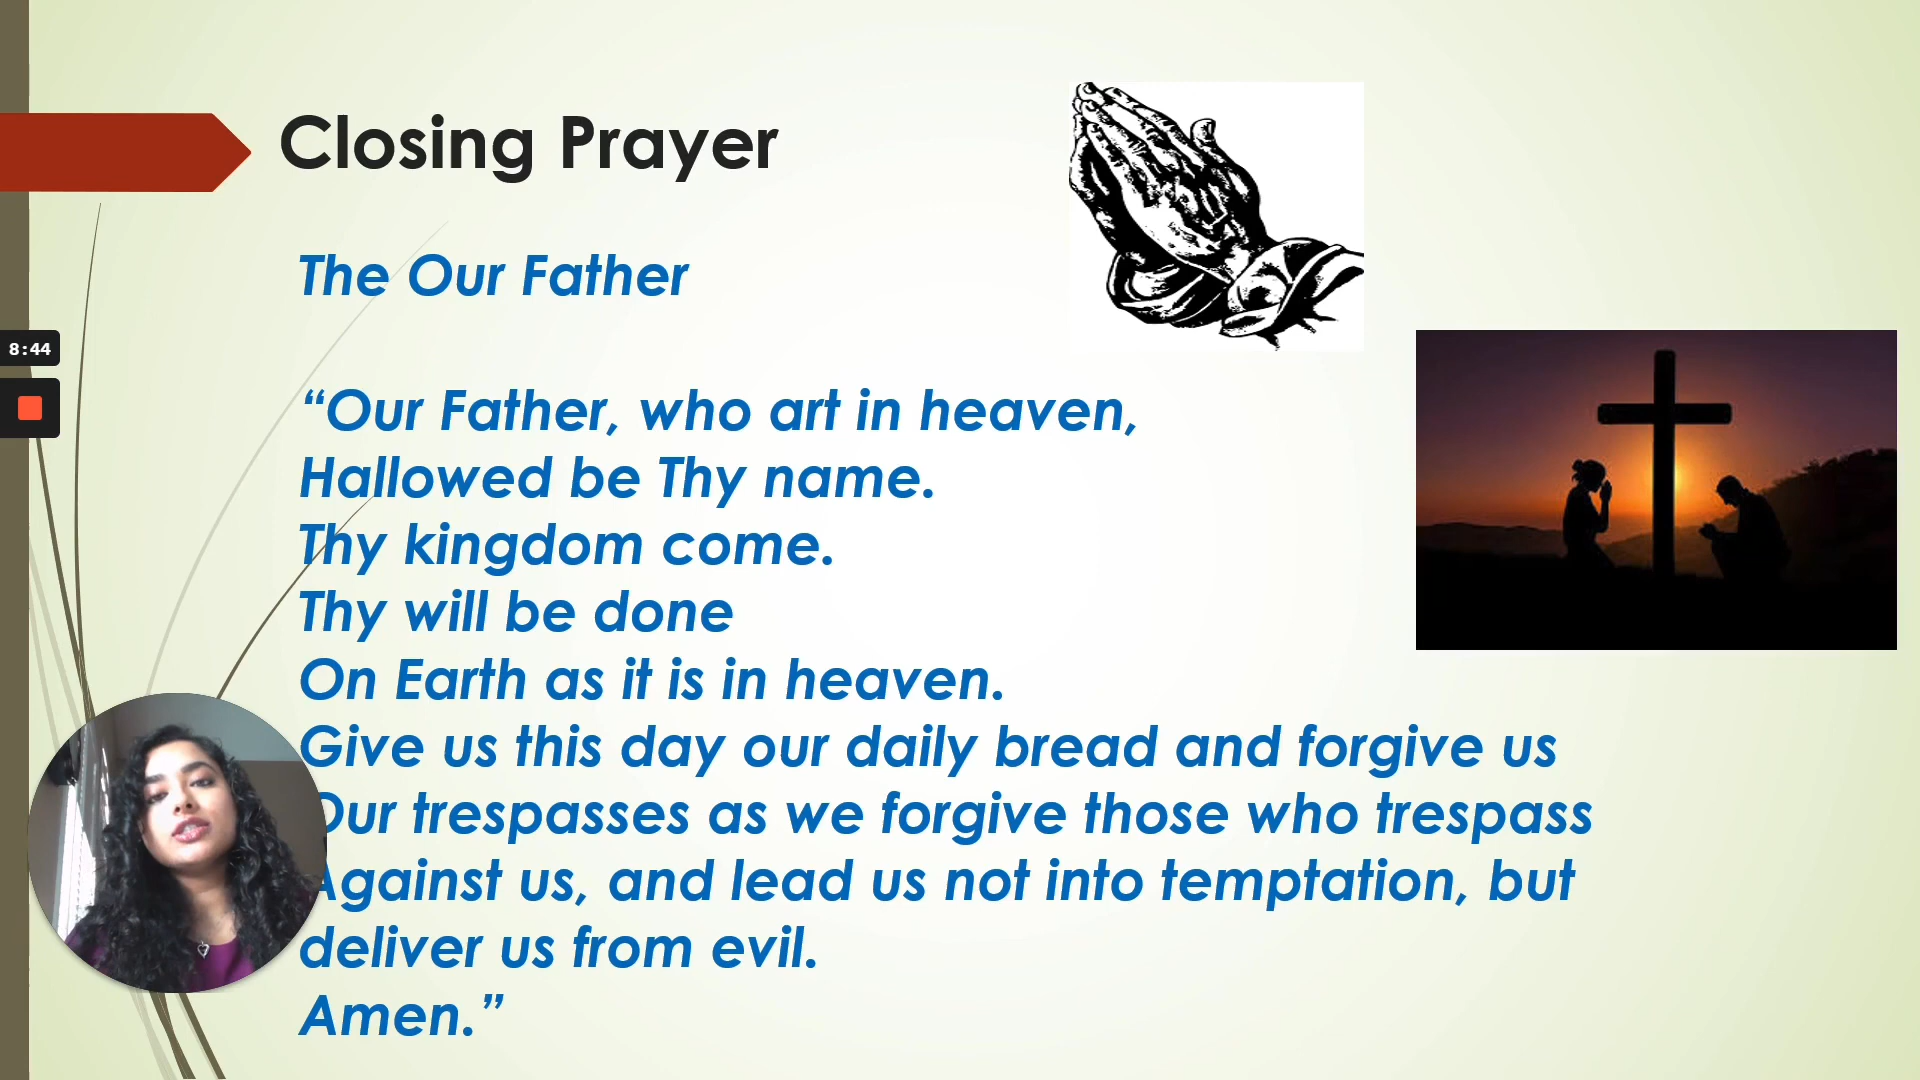 Closing Prayer
The Our Father
8:44
“Our Father, who art in heaven,
Hallowed be Thy name.
Thy kingdom come.
Thy will be done
On Earth as it is in heaven.
Give us this day our daily bread and forgive us
Our trespasses as we forgive those who trespass
Against us, and lead us not into temptation, but
deliver us from evil.
Amen.”